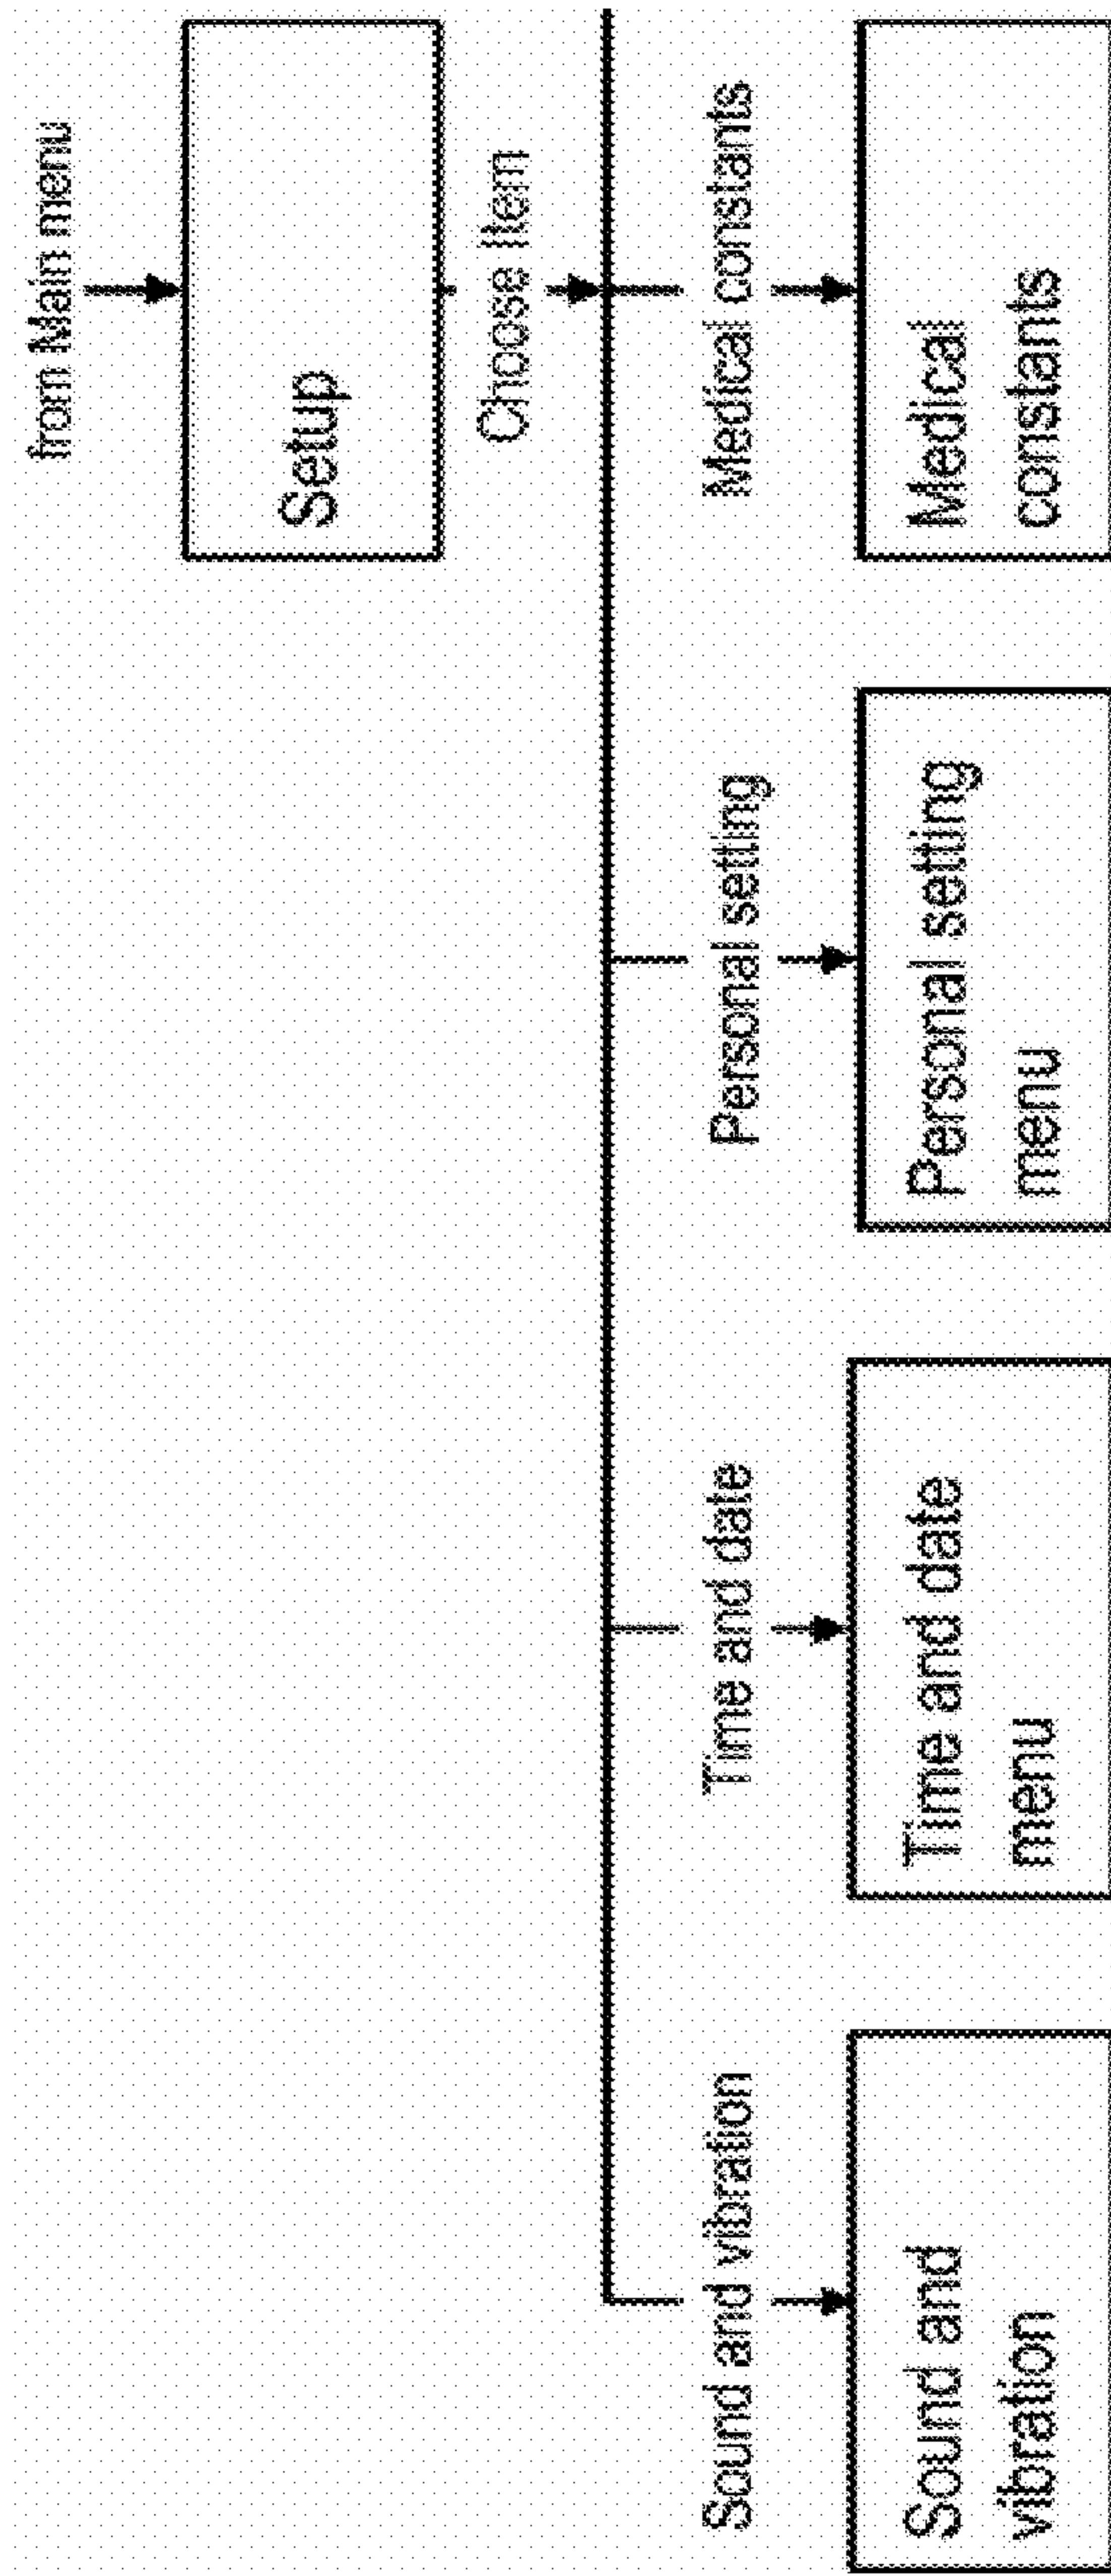 from Main menu
Setup
Choose Item
Sound and vibration
Time and date
Personal setting
Medical constants
Sound and
vibration
Time and date
menu
Personal setting
menu
Medical
constants